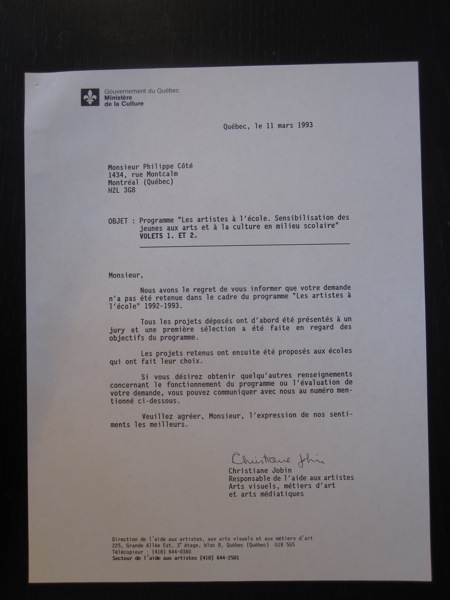 Gouvernement du Québec
Ministère
de la Culture
Québec, le 11 mars 1993
Monsieur Philippe Côté
1434, rue Montcalm
Montréal (Québec)
H2L 3G8
OBJET : Programme "Les artistes à l'école. Sensibilisation des
jeunes aux arts et à la culture en milieu scolaire"
VOLETS 1. ET 2.
Monsieur,
Nous avons le regret de vous informer que votre demande
n'a pas été retenue dans le cadre du programme "Les artistes à
l'école" 1992-1993.
Tous les projets déposés ont d'abord été présentés à un
jury et une première sélection a été faite en regard des
objectifs du programme.
Les projets retenus ont ensuite été proposés aux écoles
qui ont fait leur choix.
Si vous désirez obtenir quelqu'autres renseignements
concernant le fonctionnement du programme ou l'évaluation de
votre demande, vous pouvez communiquer avec nous au numéro men-
tionné ci-dessous.
Veuillez agréer, Monsieur, l'expression de nos senti-
ments les meilleurs.
Christiane Jobin
Christiane Jobin
Responsable de l'aide aux artistes
Arts visuels, métiers d'art
et arts médiatiques
Direction de l'aide aux artistes, aux arts visuels et aux métiers d'art
225, Grande Allée Est, 3e étage, bloc B, Québec (Québec) G1R 5G5
Télécopieur : (418) 644-0380
Secteur de l'aide aux artistes (418) 644-2581